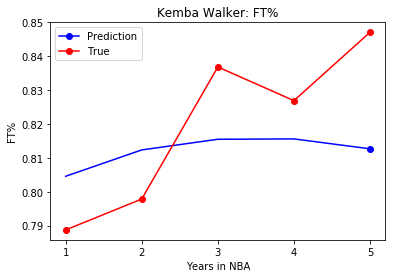 Kemba Walker: FT%
Prediction
True
0.85
0.84
0.83
0.82
0.81
0.80
0.79
FT%
1 2 3 4 5
Years in NBA